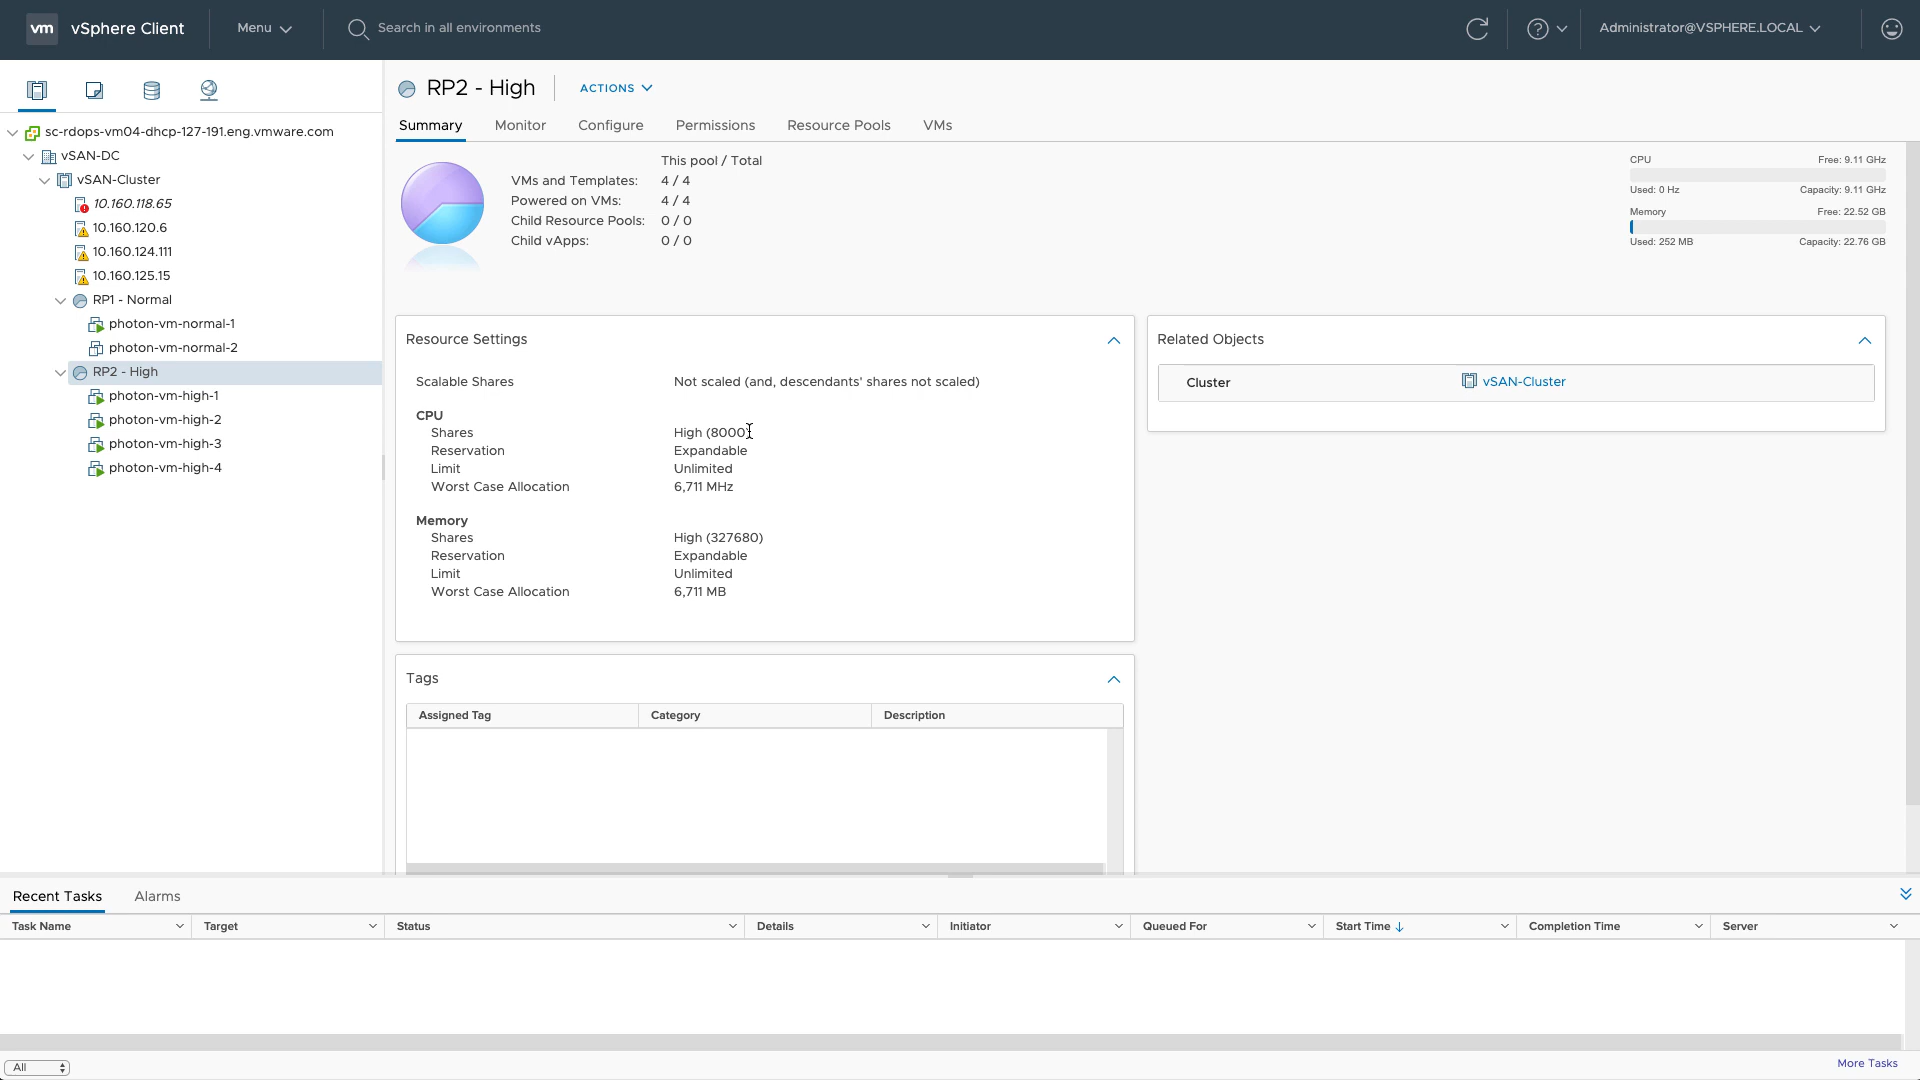 vm vSphere Client Menu Search in all environments Administrator@VSPHERE.LOCAL
sc-rdops-vm04-dhcp-127-191.eng.vmware.com
vSAN-DC
vSAN-Cluster
10.160.118.65
10.160.120.6
10.160.124.111
10.160.125.15
RP1 - Normal
photon-vm-normal-1
photon-vm-normal-2
RP2 - High
photon-vm-high-1
photon-vm-high-2
photon-vm-high-3
photon-vm-high-4
RP2 - High ACTIONS
Summary Monitor Configure Permissions Resource Pools VMs
This pool / Total
VMs and Templates: 4 / 4
Powered on VMs: 4 / 4
Child Resource Pools: 0 / 0
Child vApps: 0 / 0
CPU Free: 9.11 GHz
Used: 0 Hz Capacity: 9.11 GHz
Memory Free: 22.52 GB
Used: 252 MB Capacity: 22.76 GB
Resource Settings
Scalable Shares Not scaled (and, descendants' shares not scaled)
CPU
Shares High (8000)
Reservation Expandable
Limit Unlimited
Worst Case Allocation 6,711 MHz
Memory
Shares High (327680)
Reservation Expandable
Limit Unlimited
Worst Case Allocation 6,711 MB
Related Objects
Cluster vSAN-Cluster
Tags
Assigned Tag Category Description
Recent Tasks Alarms
Task Name Target Status Details Initiator Queued For Start Time ↓ Completion Time Server
All More Tasks